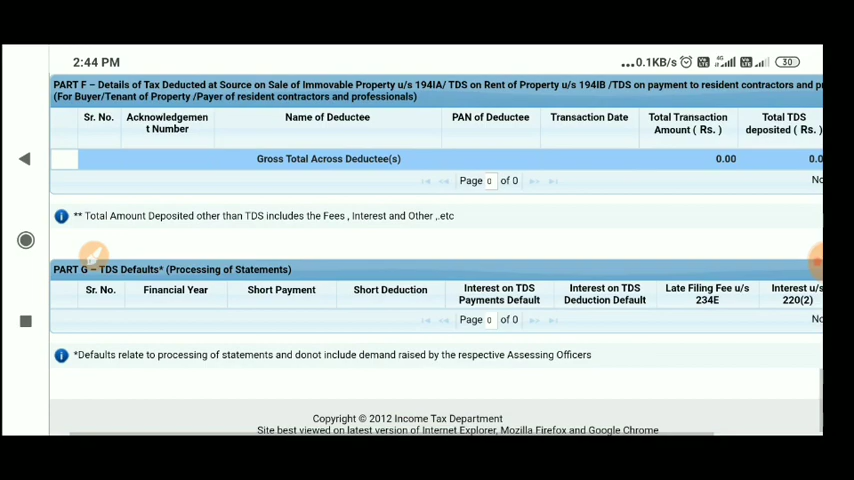 2:44 PM
...0.1KB/s 4G 30
PART F – Details of Tax Deducted at Source on Sale of Immovable Property u/s 194IA/ TDS on Rent of Property u/s 194IB /TDS on payment to resident contractors and pr
(For Buyer/Tenant of Property /Payer of resident contractors and professionals)
Sr. No. Acknowledgemen Name of Deductee PAN of Deductee Transaction Date Total Transaction Total TDS
t Number Amount ( Rs. ) deposited ( Rs. )
Gross Total Across Deductee(s) 0.00 0.0
Page 0 of 0 No
** Total Amount Deposited other than TDS includes the Fees , Interest and Other ,.etc
PART G – TDS Defaults* (Processing of Statements)
Sr. No. Financial Year Short Payment Short Deduction Interest on TDS Interest on TDS Late Filing Fee u/s Interest u/s
Payments Default Deduction Default 234E 220(2)
Page 0 of 0 No
*Defaults relate to processing of statements and donot include demand raised by the respective Assessing Officers
Copyright © 2012 Income Tax Department
Site best viewed on latest version of Internet Explorer, Mozilla Firefox and Google Chrome